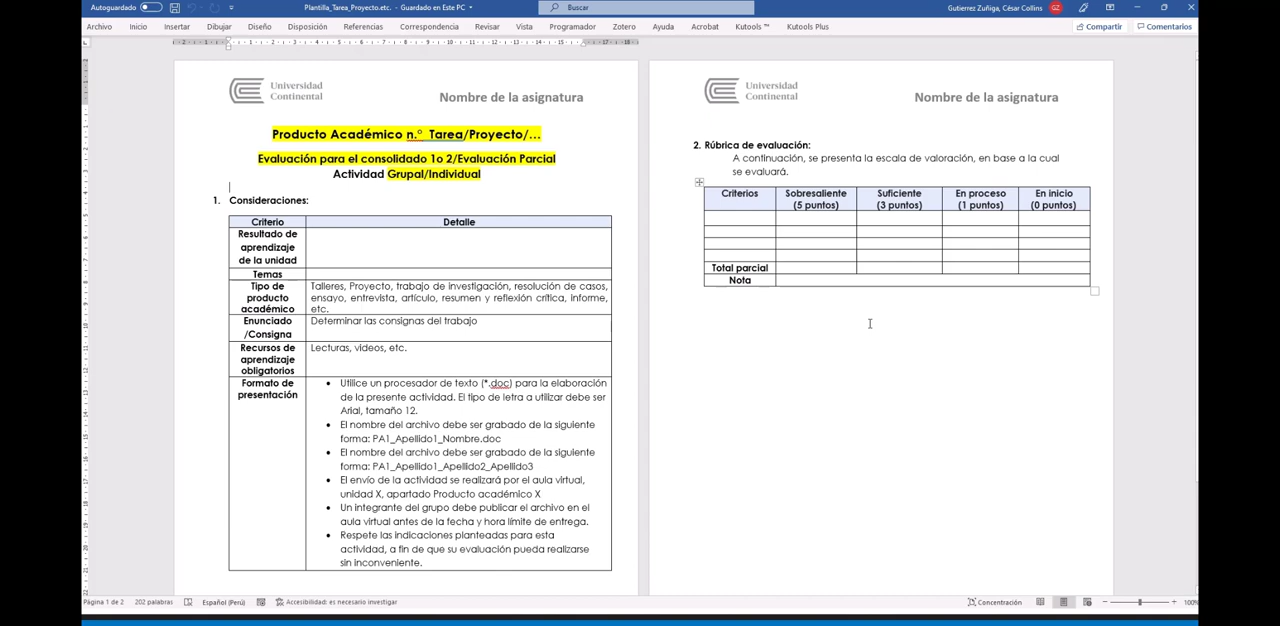 Autoguardado
Plantilla_Tarea_Proyecto.etc. - Guardado en Este PC
Buscar
Gutierrez Zuñiga, César Collins
GZ
Archivo Inicio Insertar Dibujar Diseño Disposición Referencias Correspondencia Revisar Vista Programador Zotero Ayuda Acrobat Kutools ™ Kutools Plus
Compartir Comentarios
Universidad
Continental
Nombre de la asignatura
Producto Académico n.° Tarea/Proyecto/...
Evaluación para el consolidado 1o 2/Evaluación Parcial
Actividad Grupal/Individual
1. Consideraciones:
Criterio Detalle
Resultado de
aprendizaje
de la unidad
Temas
Tipo de
producto
académico
Talleres, Proyecto, trabajo de investigación, resolución de casos,
ensayo, entrevista, artículo, resumen y reflexión crítica, informe,
etc.
Enunciado
/Consigna
Determinar las consignas del trabajo
Recursos de
aprendizaje
obligatorios
Lecturas, videos, etc.
Formato de
presentación
• Utilice un procesador de texto (*.doc) para la elaboración
de la presente actividad. El tipo de letra a utilizar debe ser
Arial, tamaño 12.
• El nombre del archivo debe ser grabado de la siguiente
forma: PA1_Apellido1_Nombre.doc
• El nombre del archivo debe ser grabado de la siguiente
forma: PA1_Apellido1_Apellido2_Apellido3
• El envío de la actividad se realizará por el aula virtual,
unidad X, apartado Producto académico X
• Un integrante del grupo debe publicar el archivo en el
aula virtual antes de la fecha y hora límite de entrega.
• Respete las indicaciones planteadas para esta
actividad, a fin de que su evaluación pueda realizarse
sin inconveniente.
Universidad
Continental
Nombre de la asignatura
2. Rúbrica de evaluación:
A continuación, se presenta la escala de valoración, en base a la cual
se evaluará.
Criterios Sobresaliente Suficiente En proceso En inicio
(5 puntos) (3 puntos) (1 puntos) (0 puntos)
Total parcial
Nota
Página 1 de 2 202 palabras Español (Perú) Accesibilidad: es necesario investigar
Concentración
100%